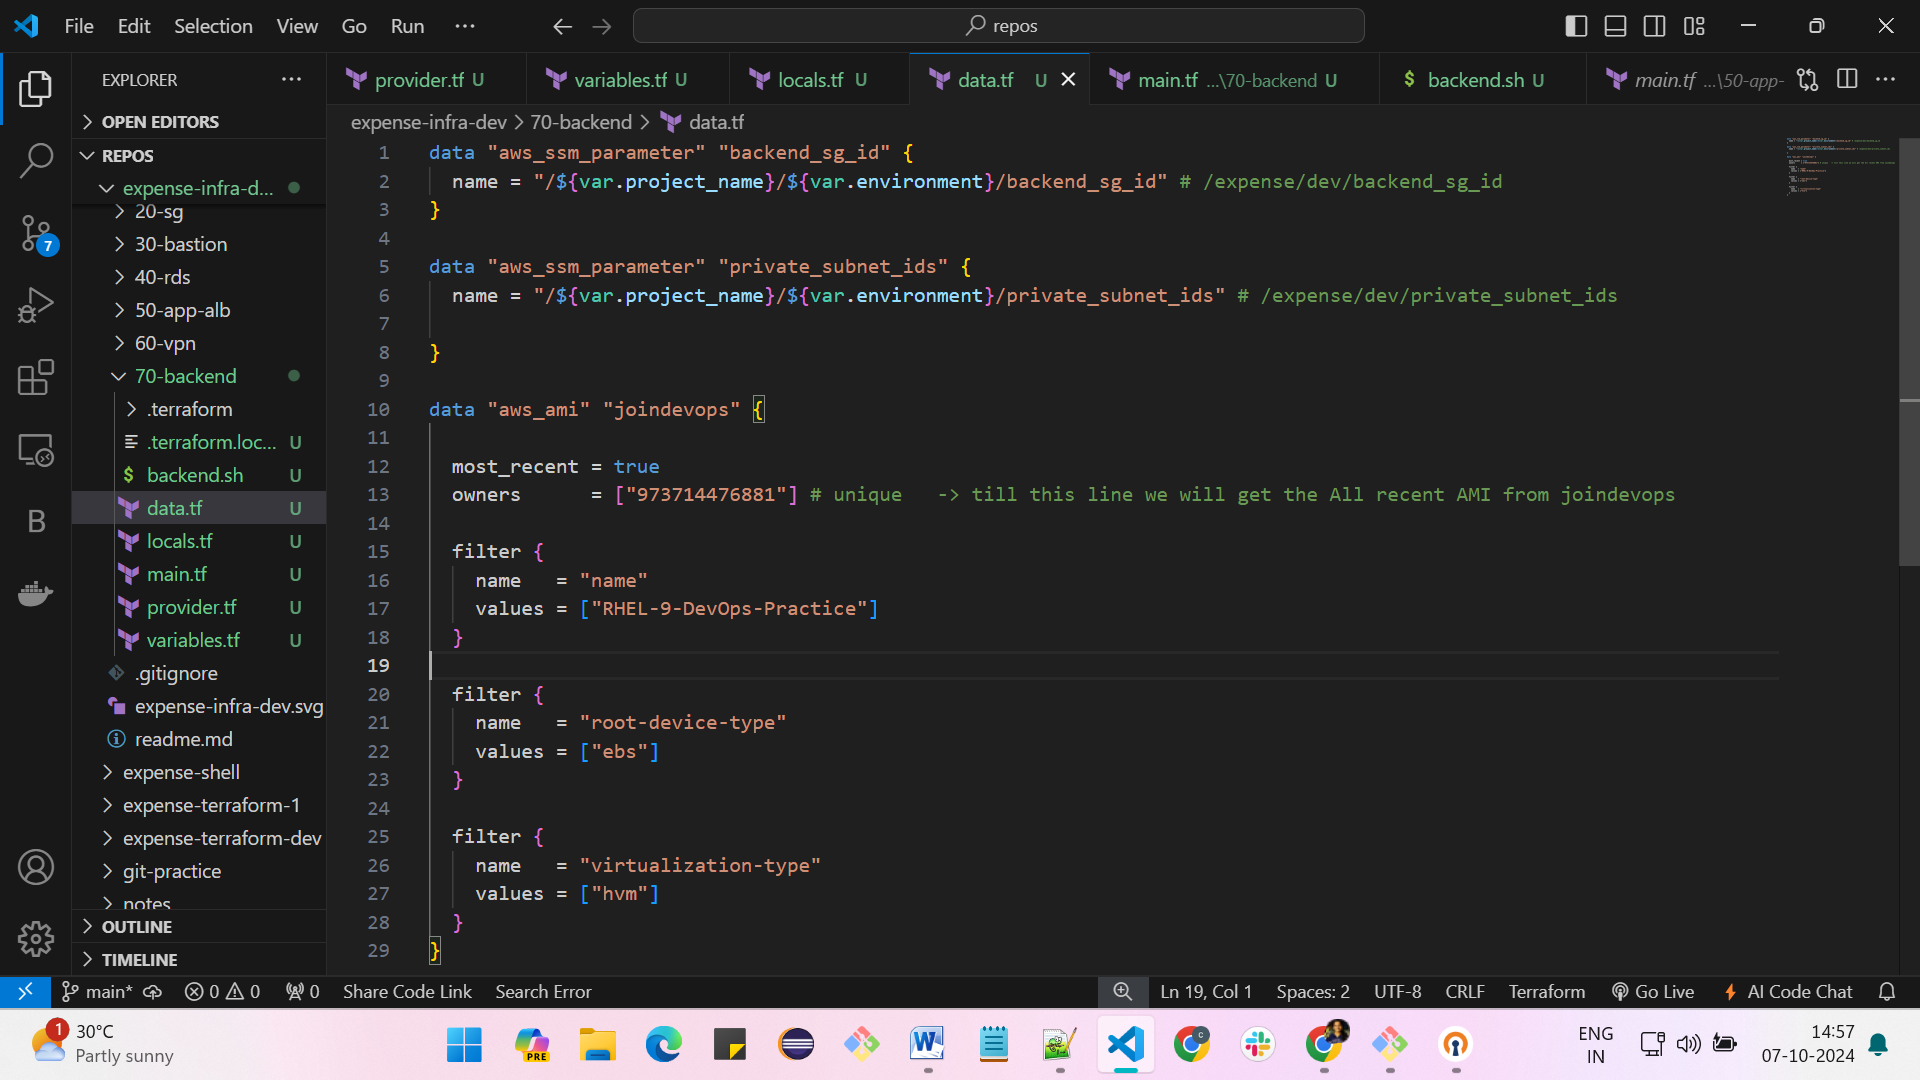 File Edit Selection View Go Run ··· repos
EXPLORER ···
OPEN EDITORS
REPOS
expense-infra-d...
20-sg
30-bastion
40-rds
50-app-alb
60-vpn
70-backend
.terraform
.terraform.loc... U
backend.sh U
data.tf U
locals.tf U
main.tf U
provider.tf U
variables.tf U
.gitignore
expense-infra-dev.svg
readme.md
expense-shell
expense-terraform-1
expense-terraform-dev
git-practice
notes
OUTLINE
TIMELINE
7
B
provider.tf U variables.tf U locals.tf U data.tf U main.tf ...\70-backend U $ backend.sh U main.tf ...\50-app-
expense-infra-dev > 70-backend > data.tf
1 data "aws_ssm_parameter" "backend_sg_id" {
2 name = "/${var.project_name}/${var.environment}/backend_sg_id" # /expense/dev/backend_sg_id
3 }
4
5 data "aws_ssm_parameter" "private_subnet_ids" {
6 name = "/${var.project_name}/${var.environment}/private_subnet_ids" # /expense/dev/private_subnet_ids
7
8 }
9
10 data "aws_ami" "joindevops" {
11
12 most_recent = true
13 owners      = ["973714476881"] # unique   -> till this line we will get the All recent AMI from joindevops
14
15 filter {
16 name   = "name"
17 values = ["RHEL-9-DevOps-Practice"]
18 }
19
20 filter {
21 name   = "root-device-type"
22 values = ["ebs"]
23 }
24
25 filter {
26 name   = "virtualization-type"
27 values = ["hvm"]
28 }
29 }
main* 0 0 0 Share Code Link Search Error Ln 19, Col 1 Spaces: 2 UTF-8 CRLF Terraform Go Live AI Code Chat
1 30°C
Partly sunny
PRE
ENG
IN
14:57
07-10-2024